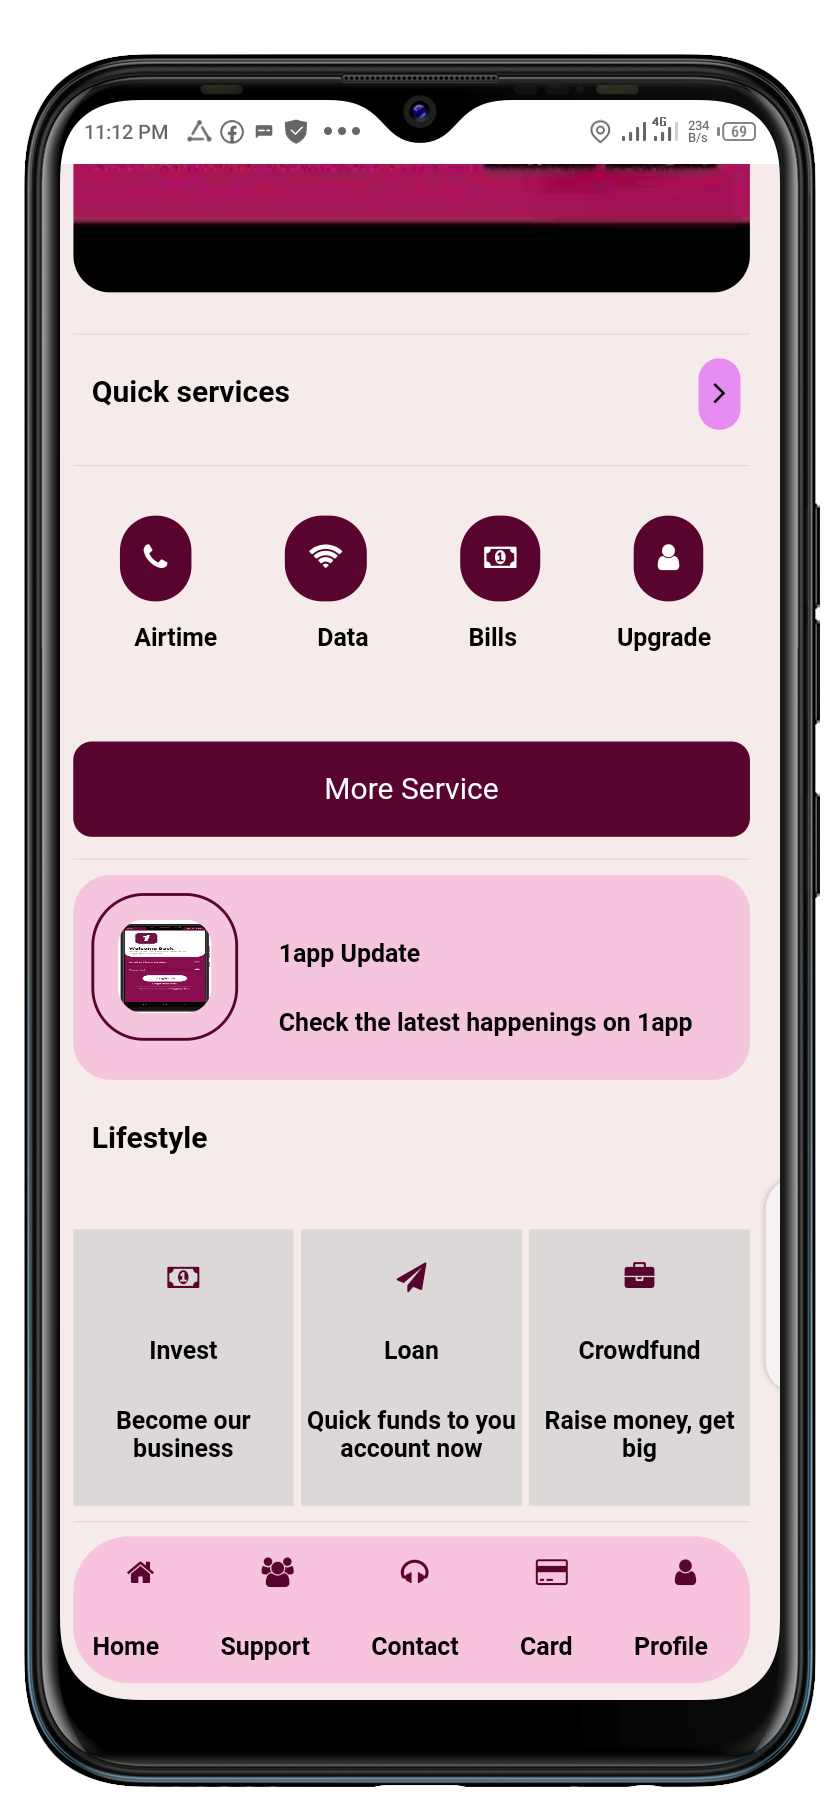 11:12 PM 4G 234 B/s 69
Quick services
Airtime Data Bills Upgrade
More Service
Welcome Back
1app Update
Check the latest happenings on 1app
Lifestyle
Invest Loan Crowdfund
Become our Quick funds to you Raise money, get
business account now big
Home Support Contact Card Profile